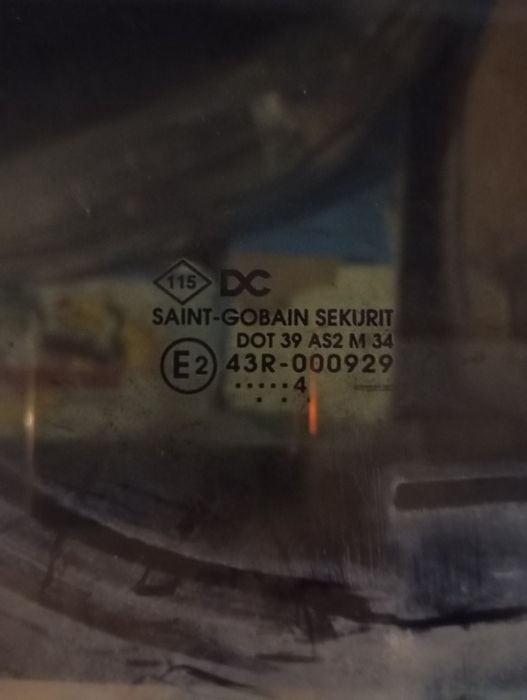 115 DC
SAINT-GOBAIN SEKURIT
DOT 39 AS2 M 34
E2 43R-000929
.....4
. . .